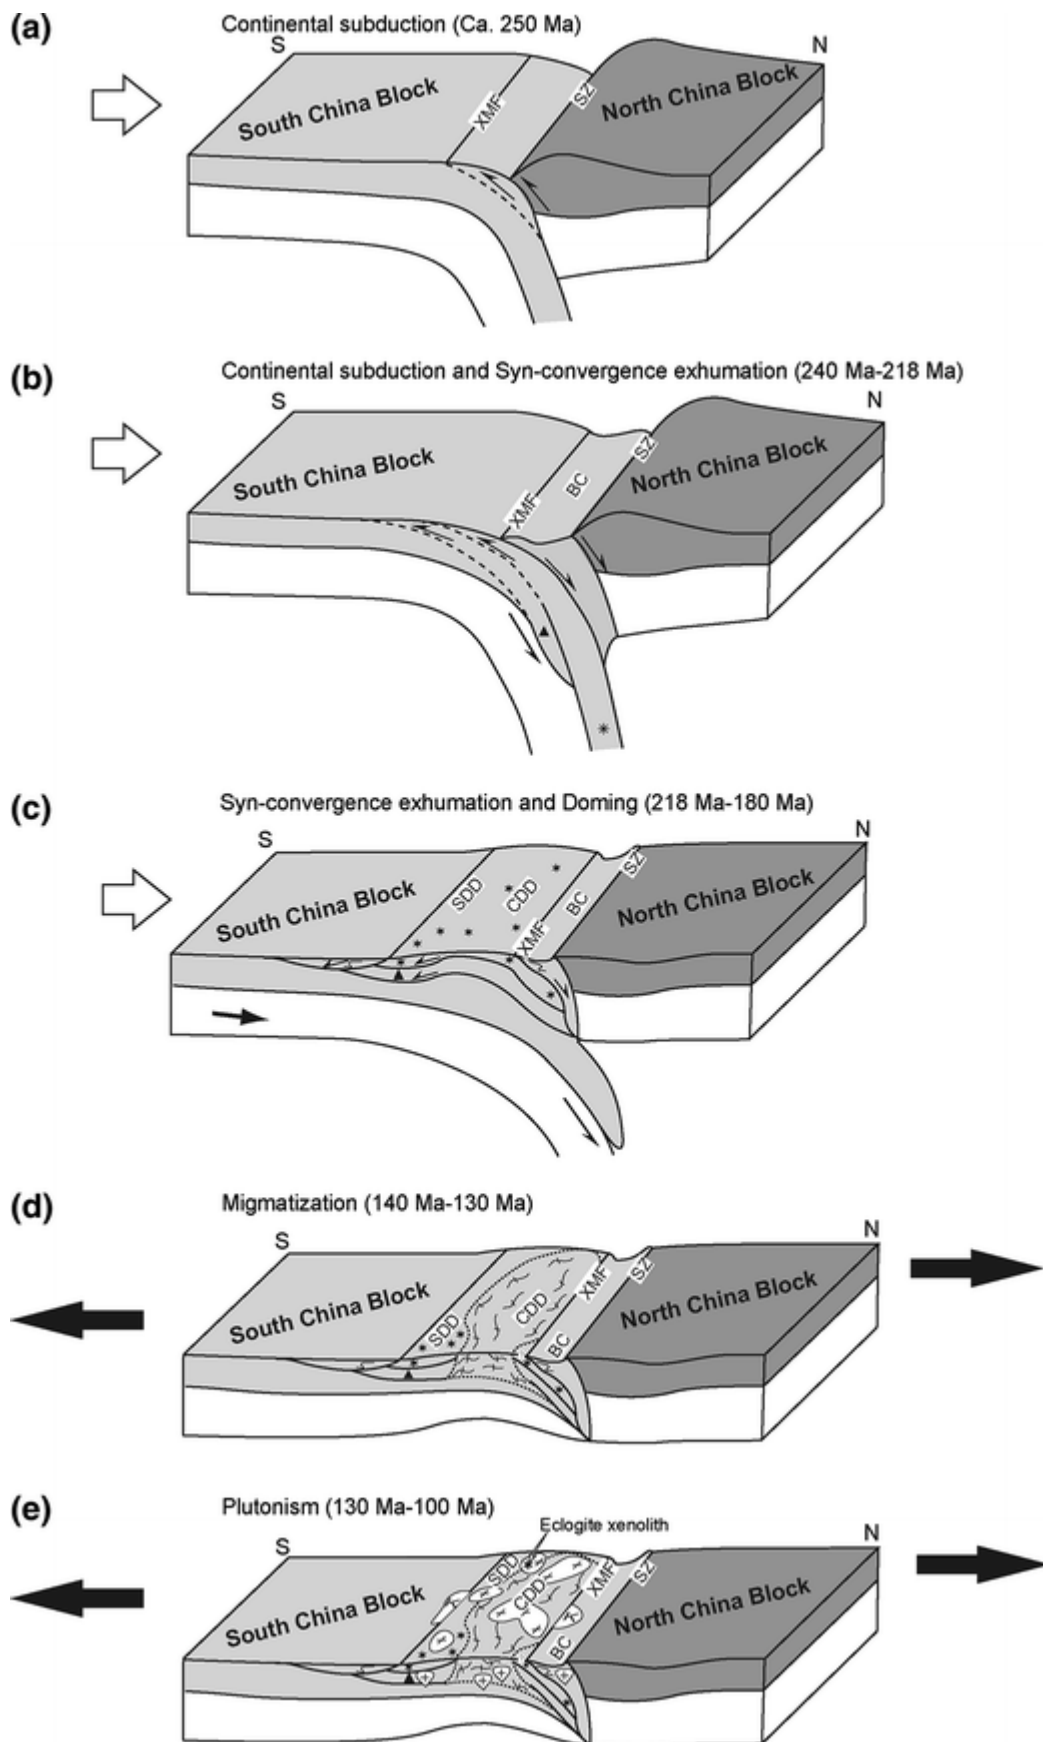 (a)
Continental subduction (Ca. 250 Ma)
S
N
South China Block
XMF
SZ
North China Block
(b)
Continental subduction and Syn-convergence exhumation (240 Ma-218 Ma)
S
N
South China Block
XMF
BC
SZ
North China Block
(c)
Syn-convergence exhumation and Doming (218 Ma-180 Ma)
S
N
South China Block
SDD
CDD
XMF
BC
SZ
North China Block
(d)
Migmatization (140 Ma-130 Ma)
S
N
South China Block
SDD
CDD
XMF
BC
SZ
North China Block
(e)
Plutonism (130 Ma-100 Ma)
Eclogite xenolith
S
N
South China Block
SDD
CDD
XMF
BC
SZ
North China Block